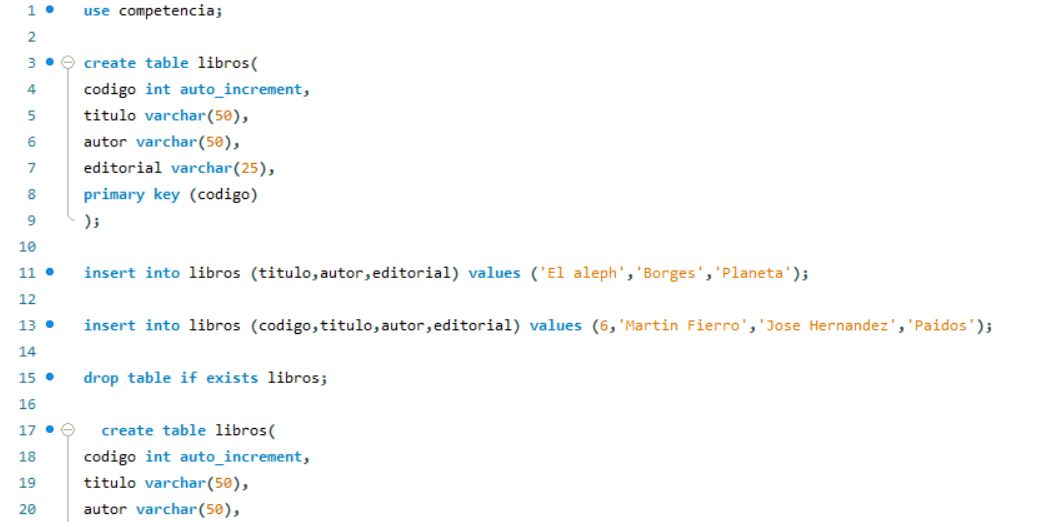 1 use competencia;
2
3 create table libros(
4 codigo int auto_increment,
5 titulo varchar(50),
6 autor varchar(50),
7 editorial varchar(25),
8 primary key (codigo)
9 );
10
11 insert into libros (titulo,autor,editorial) values ('El aleph','Borges','Planeta');
12
13 insert into libros (codigo,titulo,autor,editorial) values (6,'Martin Fierro','Jose Hernandez','Paidos');
14
15 drop table if exists libros;
16
17 create table libros(
18 codigo int auto_increment,
19 titulo varchar(50),
20 autor varchar(50),